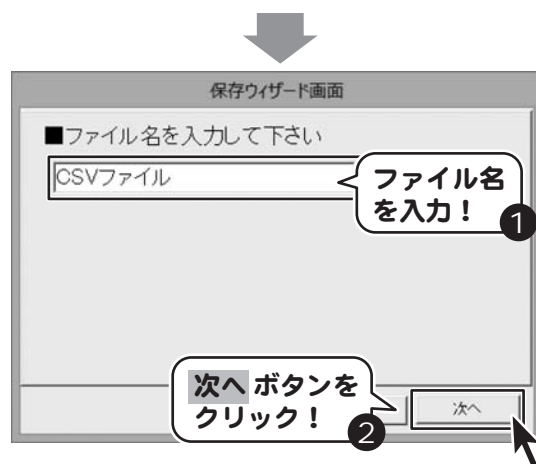 保存ウィザード画面
■ファイル名を入力して下さい
CSVファイル
ファイル名
を入力！
1
次へ ボタンを
クリック！
2
次へ